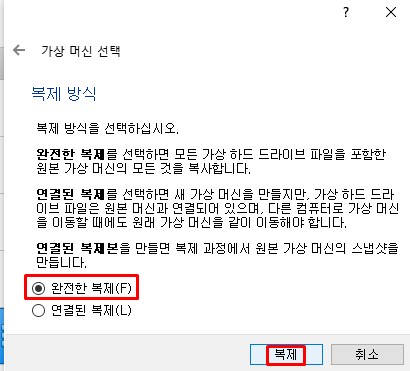 가상 머신 선택
복제 방식
복제 방식을 선택하십시오.
완전한 복제를 선택하면 모든 가상 하드 드라이브 파일을 포함한
원본 가상 머신의 모든 것을 복사합니다.
연결된 복제를 선택하면 새 가상 머신을 만들지만, 가상 하드 드라
이브 파일은 원본 머신과 연결되어 있으며, 다른 컴퓨터로 가상 머신
을 이동할 때에도 원래 가상 머신을 같이 이동해야 합니다.
연결된 복제본을 만들면 복제 과정에서 원본 가상 머신의 스냅샷을
만듭니다.
완전한 복제(F)
연결된 복제(L)
복제 취소